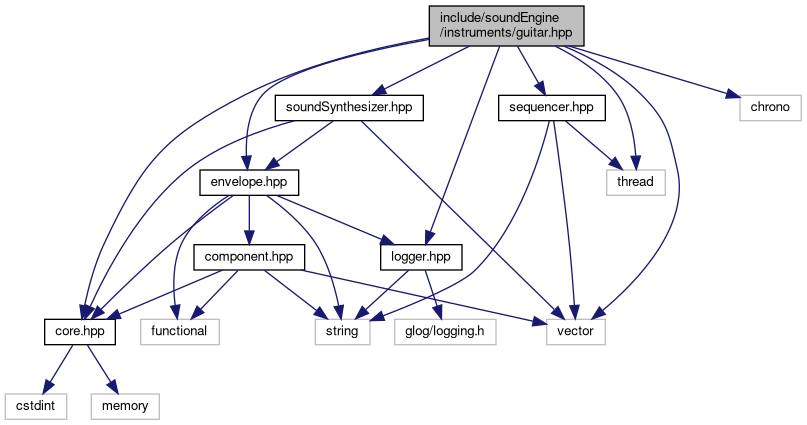 include/soundEngine
/instruments/guitar.hpp
soundSynthesizer.hpp
sequencer.hpp
chrono
envelope.hpp
thread
component.hpp
logger.hpp
core.hpp
functional
string
glog/logging.h
vector
cstdint
memory